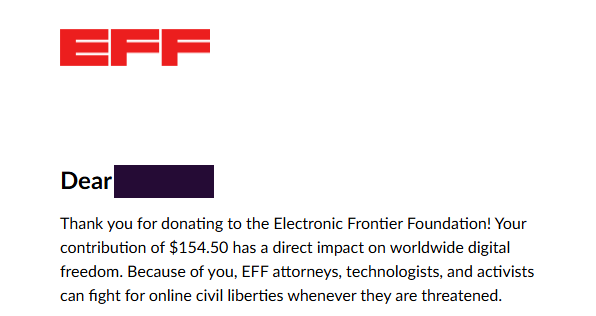 EFF
Dear
Thank you for donating to the Electronic Frontier Foundation! Your
contribution of $154.50 has a direct impact on worldwide digital
freedom. Because of you, EFF attorneys, technologists, and activists
can fight for online civil liberties whenever they are threatened.